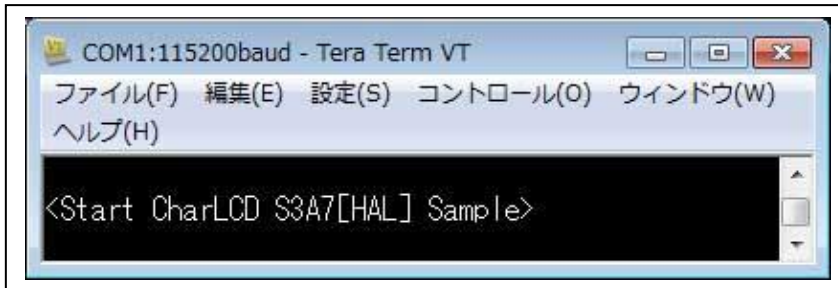 COM1:115200baud - Tera Term VT
ファイル(F) 編集(E) 設定(S) コントロール(O) ウィンドウ(W)
ヘルプ(H)
<Start CharLCD S3A7[HAL] Sample>